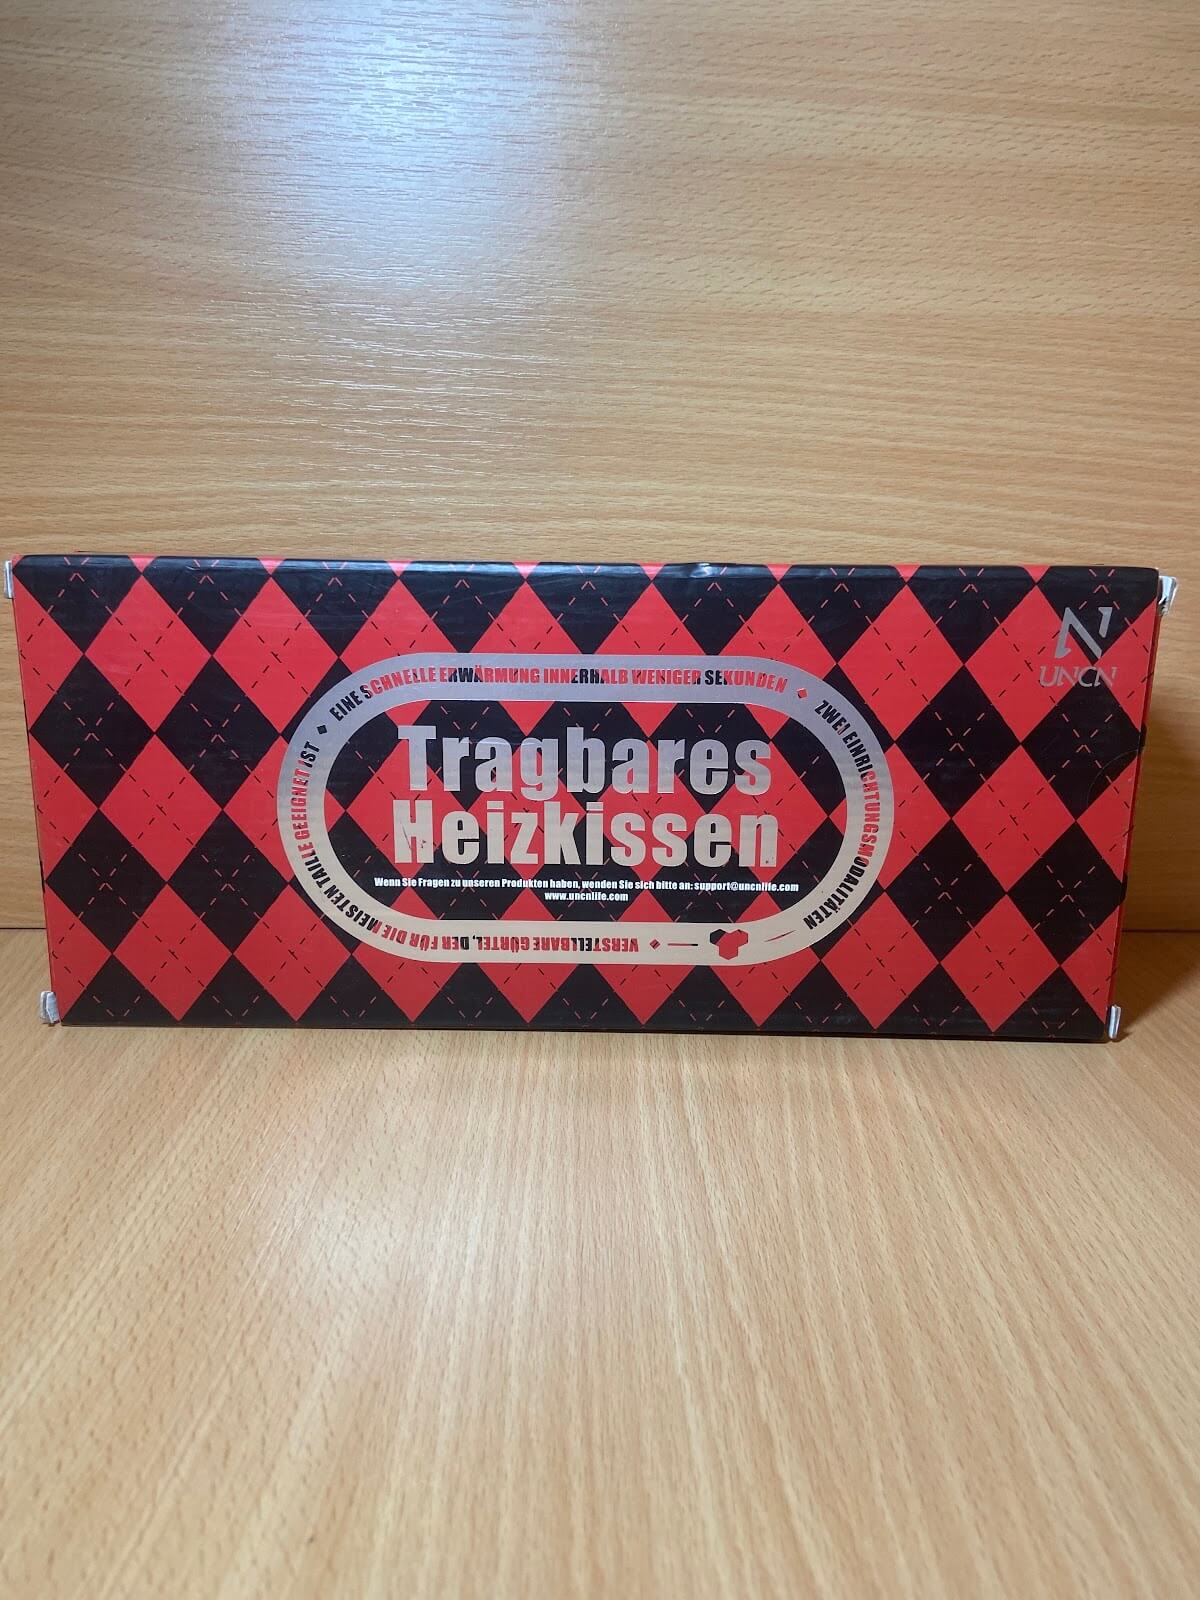 N
UNCN
EINE SCHNELLE ERWÄRMUNG INNERHALB WENIGER SEKUNDEN
ZWEI EINRICHTUNGSMODALITÄTEN
VERSTELLBARE GÜRTEL, DER FÜR DIE MEISTEN TAILLE GEEIGNET IST
Tragbares
Heizkissen
Wenn Sie Fragen zu unseren Produkten haben, wenden Sie sich bitte an: support@uncnlife.com
www.uncnlife.com